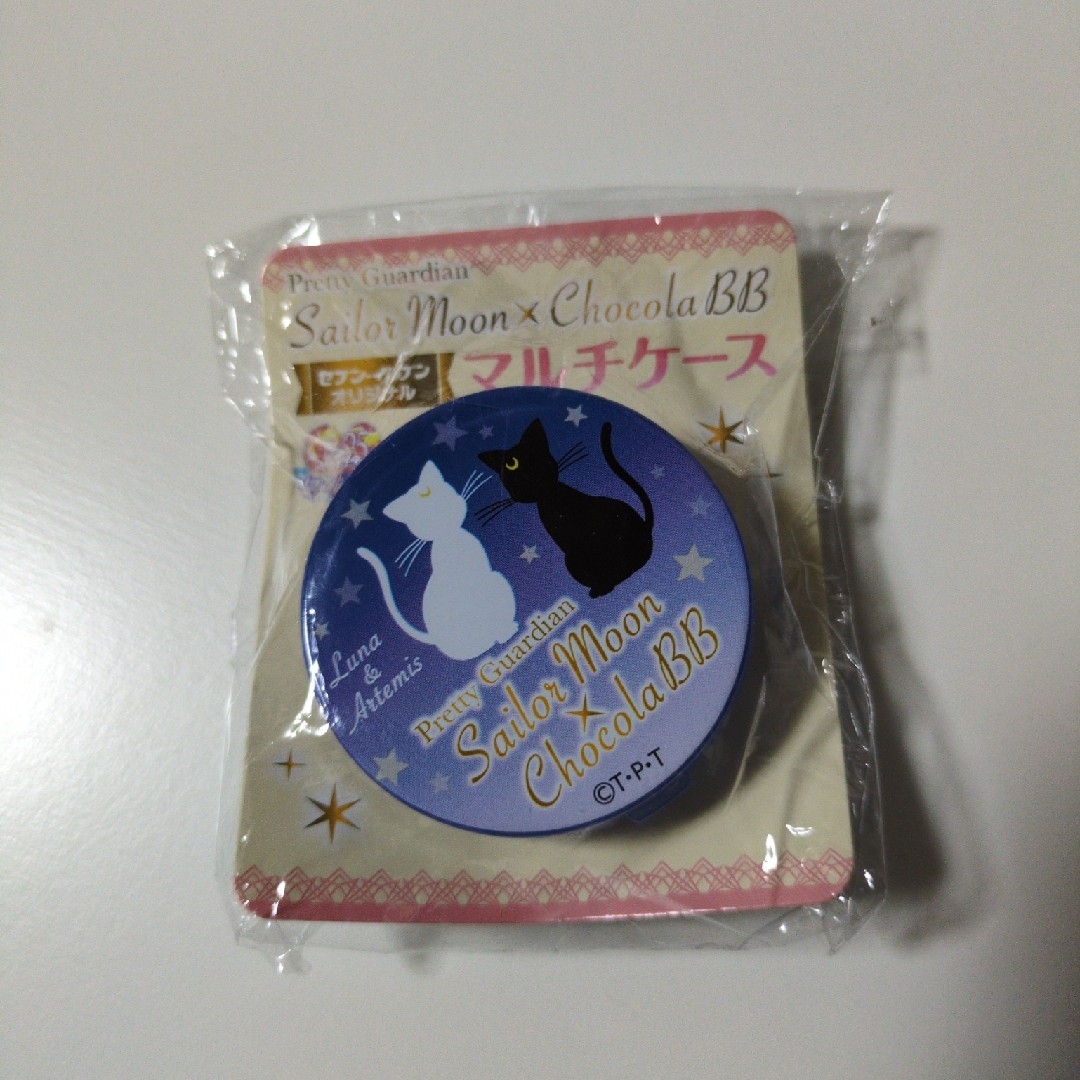 Pretty Guardian
Sailor Moon × Chocola BB
セブン-イレブン
オリジナル
マルチケース
Luna
&
Artemis
Pretty Guardian
Sailor Moon
×
Chocola BB
©T・P・T